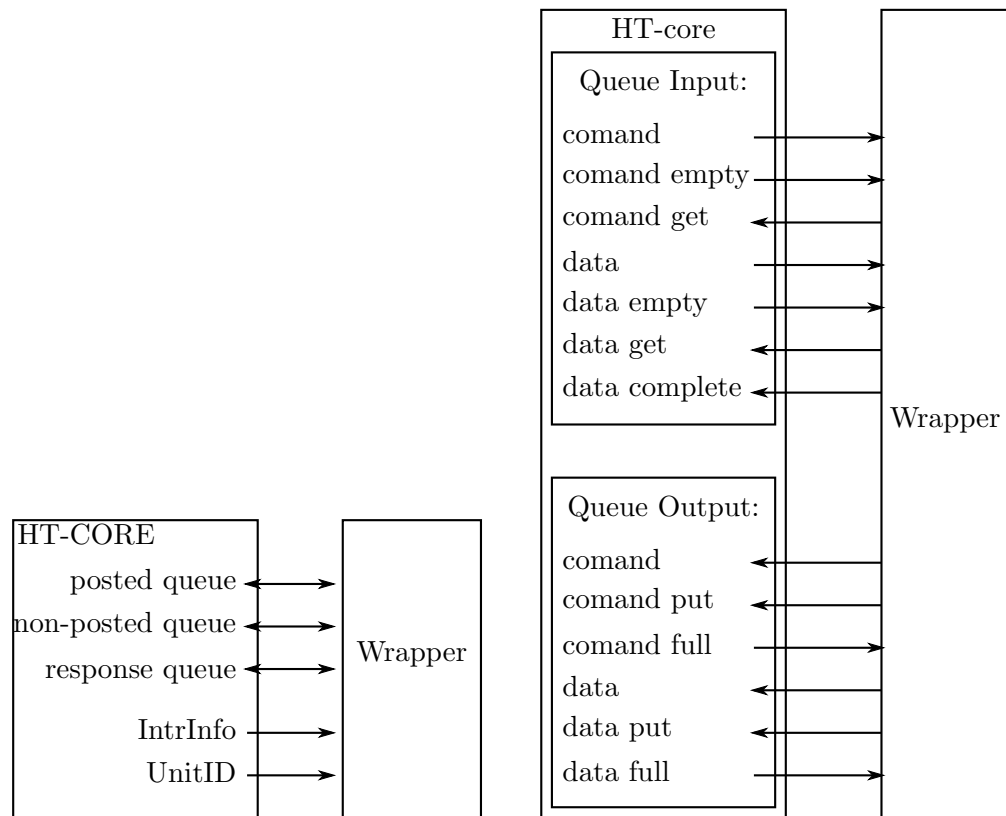 HT-core
Queue Input:
comand
comand empty
comand get
data
data empty
data get
data complete
Wrapper
Queue Output:
comand
comand put
comand full
data
data put
data full
HT-CORE
posted queue
non-posted queue
response queue
IntrInfo
UnitID
Wrapper